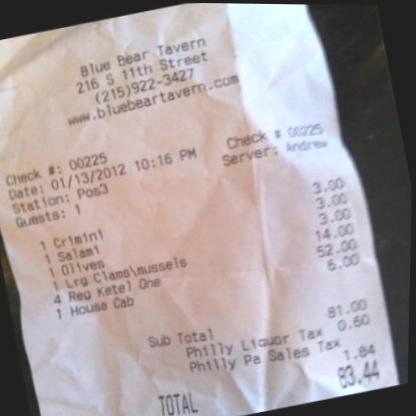 Blue Bear Tavern
216 S 11th Street
(215)922-3427
www.bluebeartavern.com
Check #: 00225 Check # 00225
Date: 01/13/2012 10:16 PM Server: Andrew
Station: Pos3
Guests: 1
1 Crimini 3.00
1 Salami 3.00
1 Olives 3.00
1 Lrg Clams\mussels 14.00
4 Reg Ketel One 52.00
1 House Cab 6.00
Sub Total 81.00
Philly Liquor Tax 0.60
Philly Pa Sales Tax 1.84
TOTAL 83.44